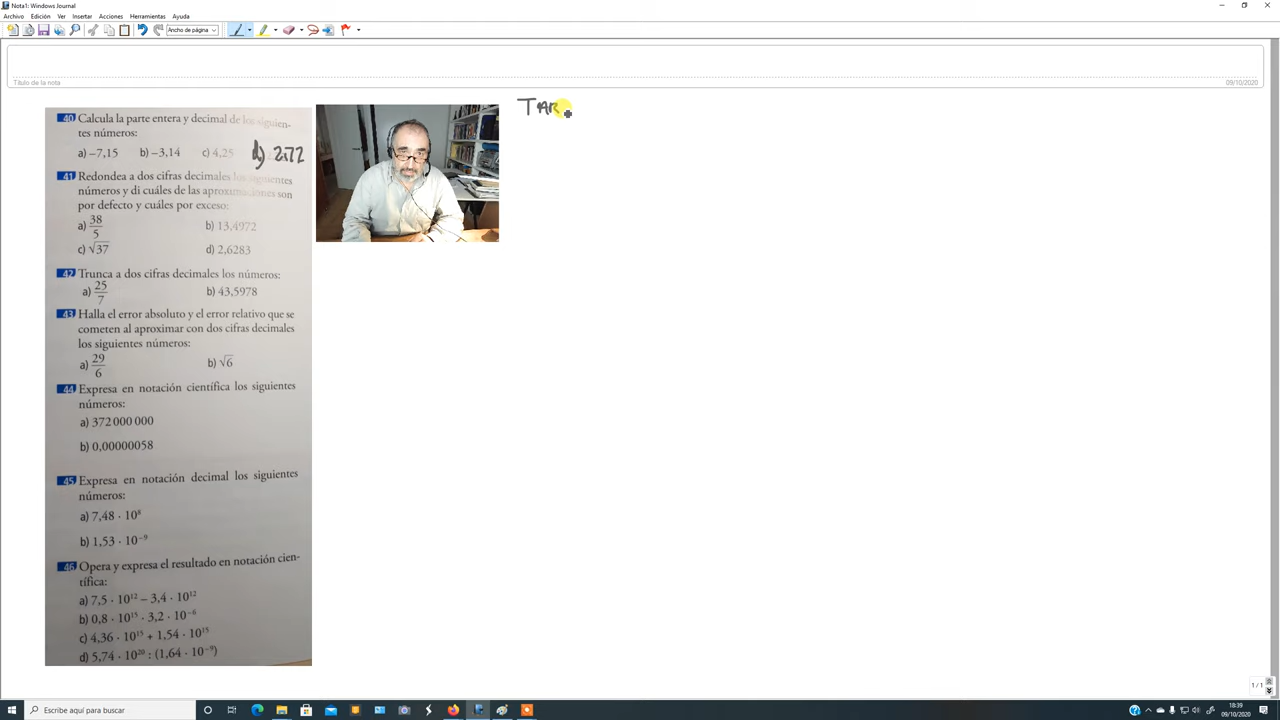 Nota1: Windows Journal
Archivo Edición Ver Insertar Acciones Herramientas Ayuda
Ancho de página
Título de la nota
09/10/2020
TAR
40 Calcula la parte entera y decimal de los siguien-
tes números:
a) –7,15 b) –3,14 c) 4,25 d)
41 Redondea a dos cifras decimales los siguientes
números y di cuáles de las aproximaciones son
por defecto y cuáles por exceso:
a) 38/5 b) 13,4972
c) √37 d) 2,6283
42 Trunca a dos cifras decimales los números:
a) 25/7 b) 43,5978
43 Halla el error absoluto y el error relativo que se
cometen al aproximar con dos cifras decimales
los siguientes números:
a) 29/6 b) √6
44 Expresa en notación científica los siguientes
números:
a) 372 000 000
b) 0,00000058
45 Expresa en notación decimal los siguientes
números:
a) 7,48 · 10⁸
b) 1,53 · 10⁻⁹
46 Opera y expresa el resultado en notación cien-
tífica:
a) 7,5 · 10¹² – 3,4 · 10¹²
b) 0,8 · 10¹⁵ · 3,2 · 10⁻⁶
c) 4,36 · 10¹⁵ + 1,54 · 10¹⁵
d) 5,74 · 10²⁰ : (1,64 · 10⁻⁹)
1 / 1
Escribe aquí para buscar
18:39
09/10/2020